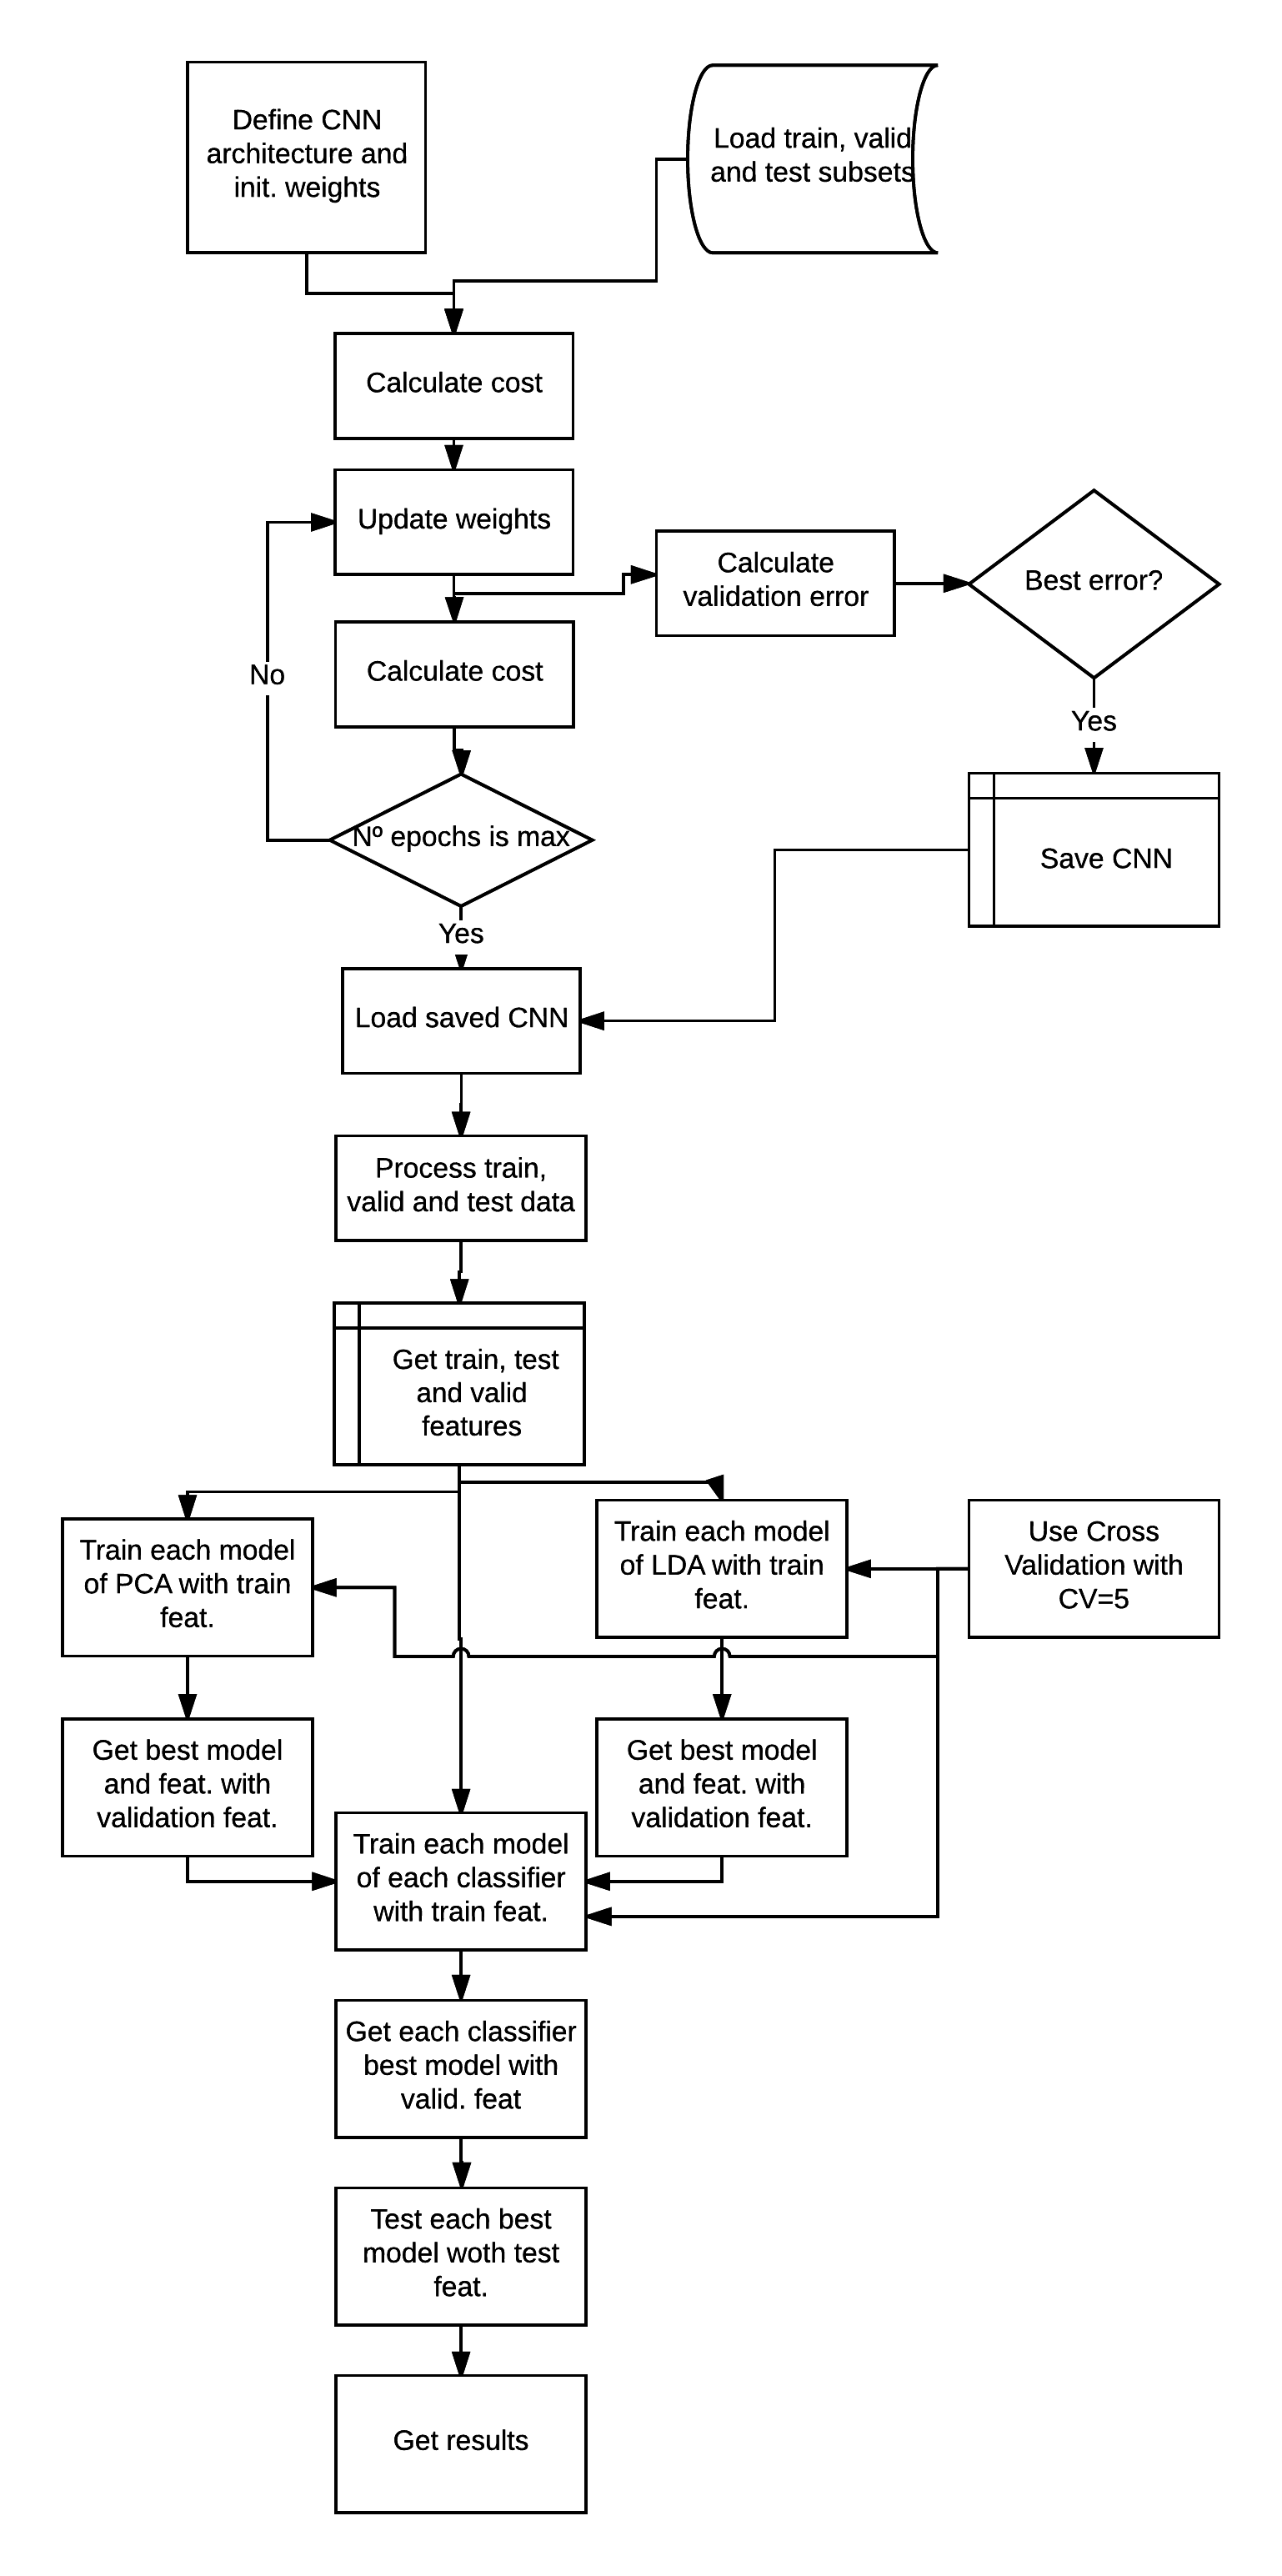 Define CNN
architecture and
init. weights
Load train, valid
and test subsets
Calculate cost
Update weights
Calculate
validation error
Best error?
No
Calculate cost
Yes
Nº epochs is max
Save CNN
Yes
Load saved CNN
Process train,
valid and test data
Get train, test
and valid
features
Train each model
of PCA with train
feat.
Train each model
of LDA with train
feat.
Use Cross
Validation with
CV=5
Get best model
and feat. with
validation feat.
Get best model
and feat. with
validation feat.
Train each model
of each classifier
with train feat.
Get each classifier
best model with
valid. feat
Test each best
model woth test
feat.
Get results